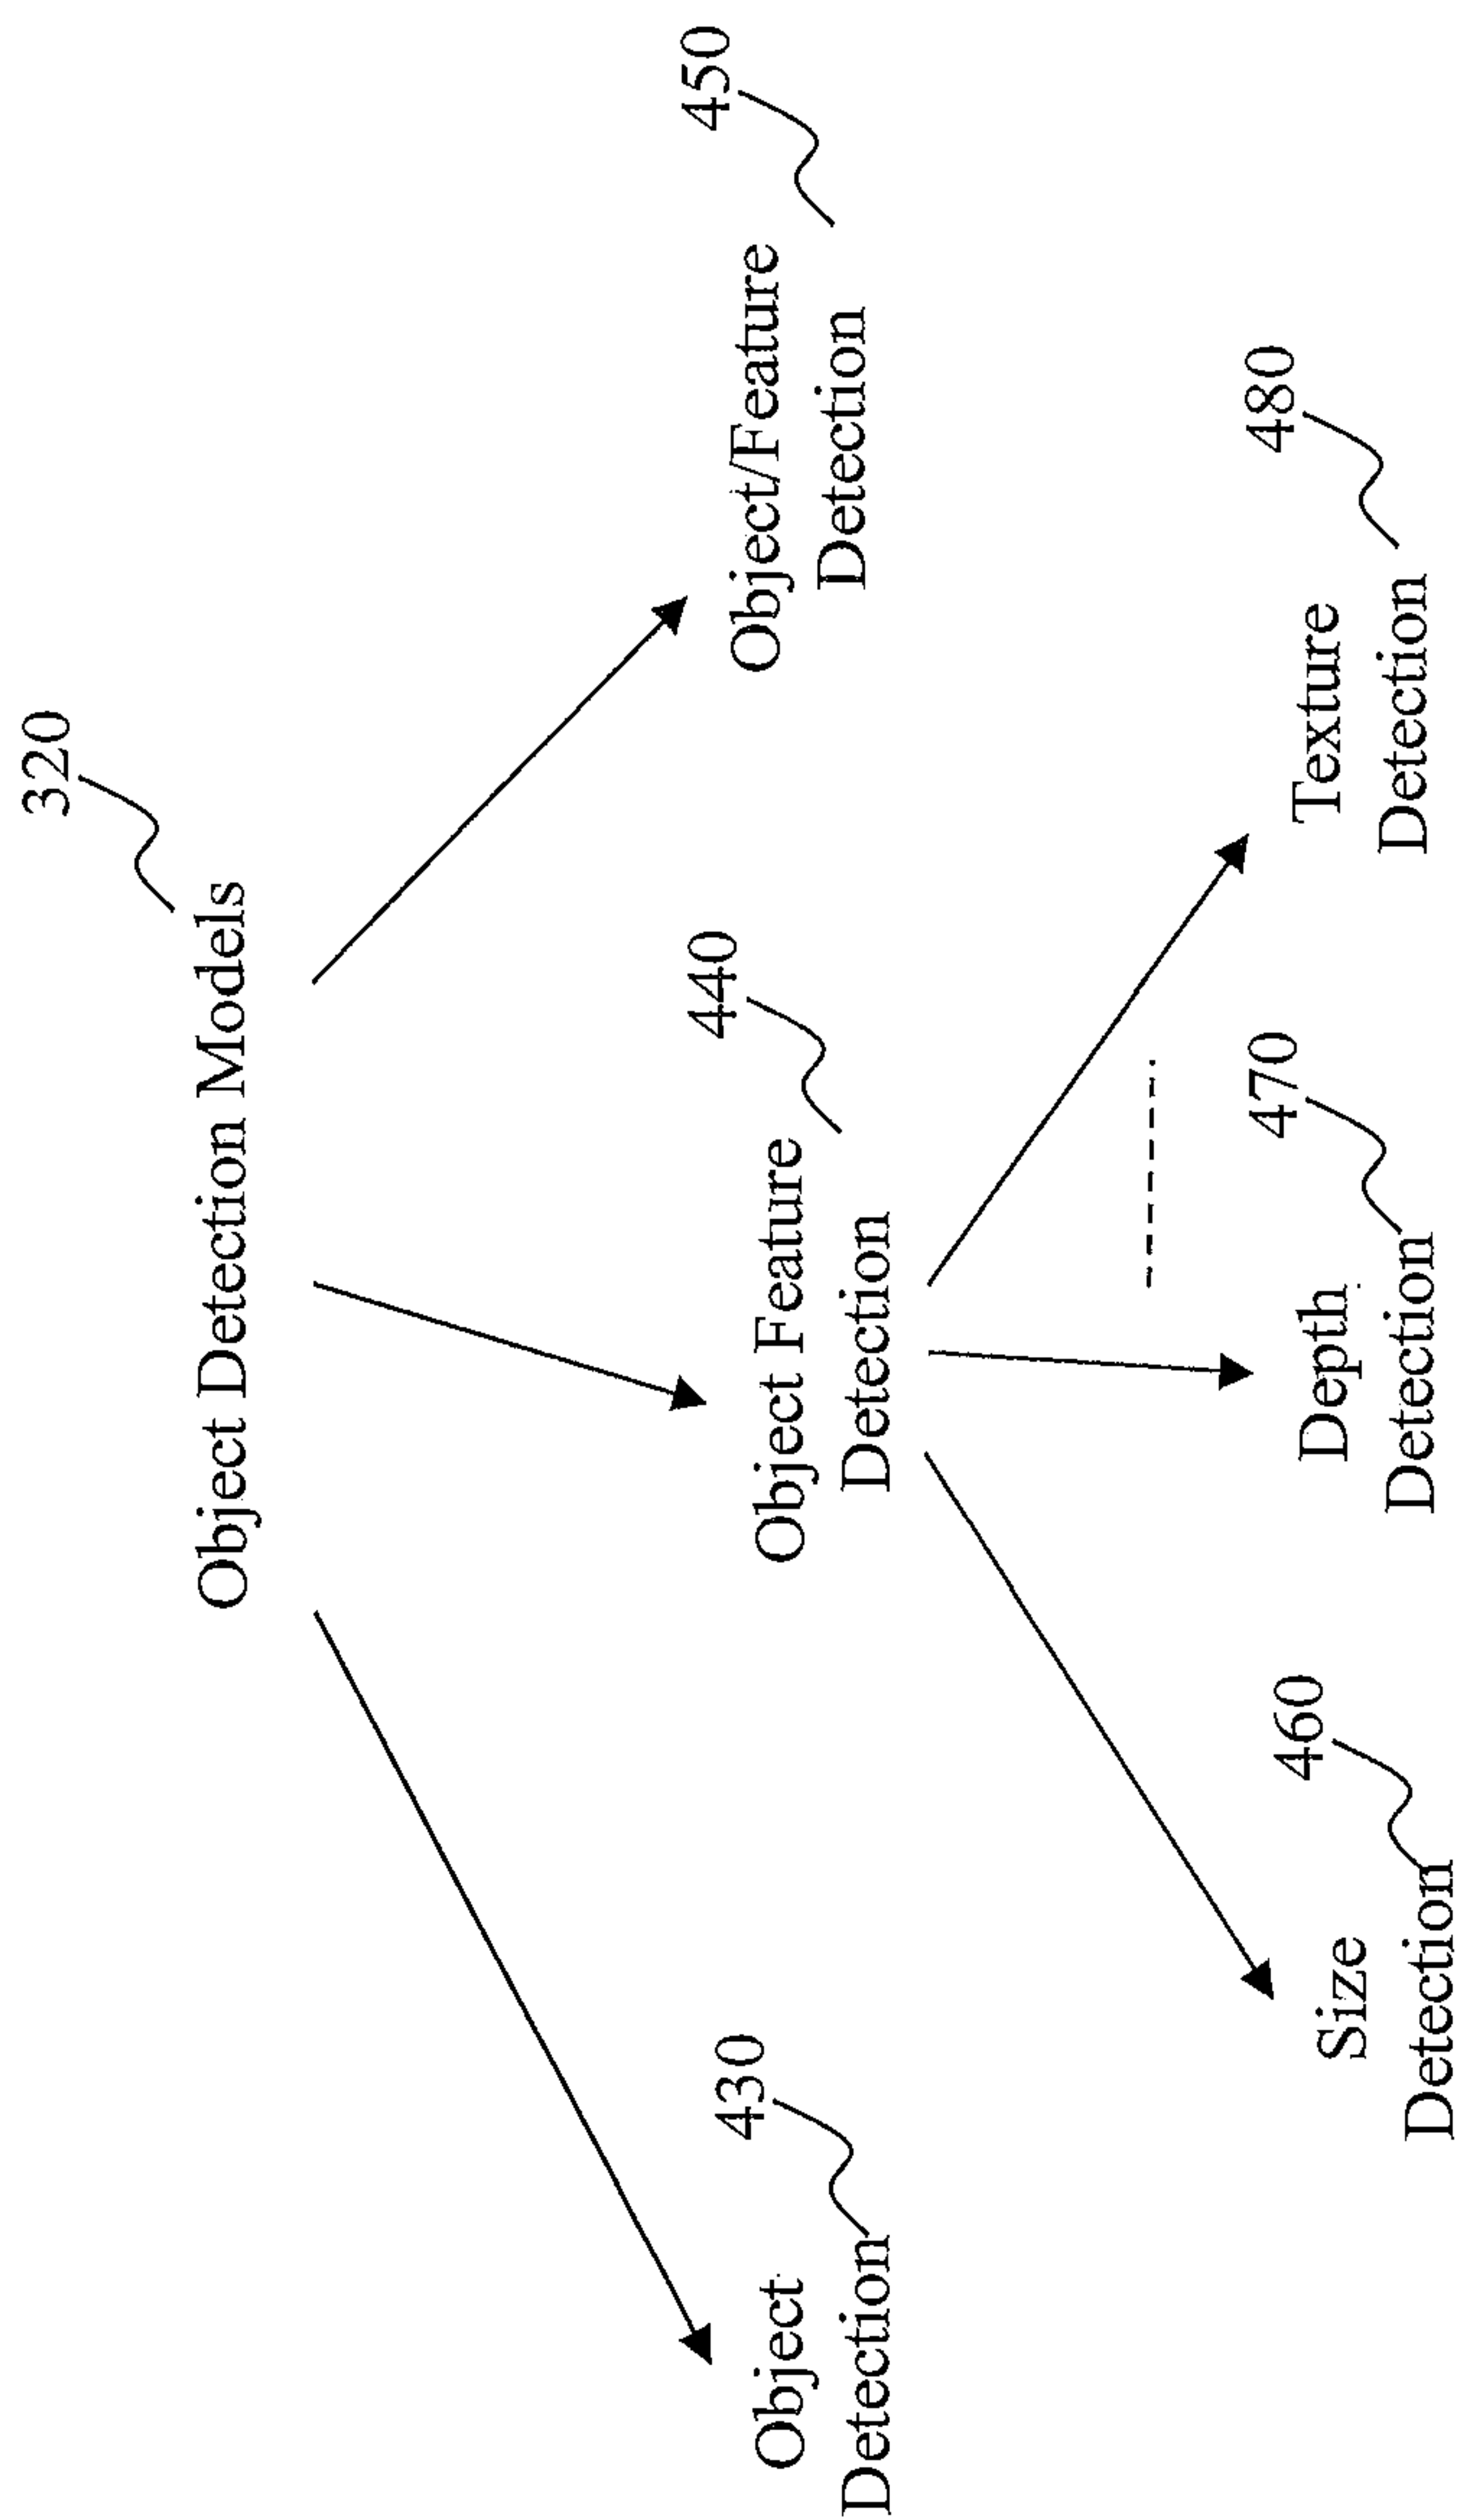 320
Object Detection Models
430
Object
Detection
440
Object Feature
Detection
450
Object/Feature
Detection
460
Size
Detection
470
Depth
Detection
480
Texture
Detection